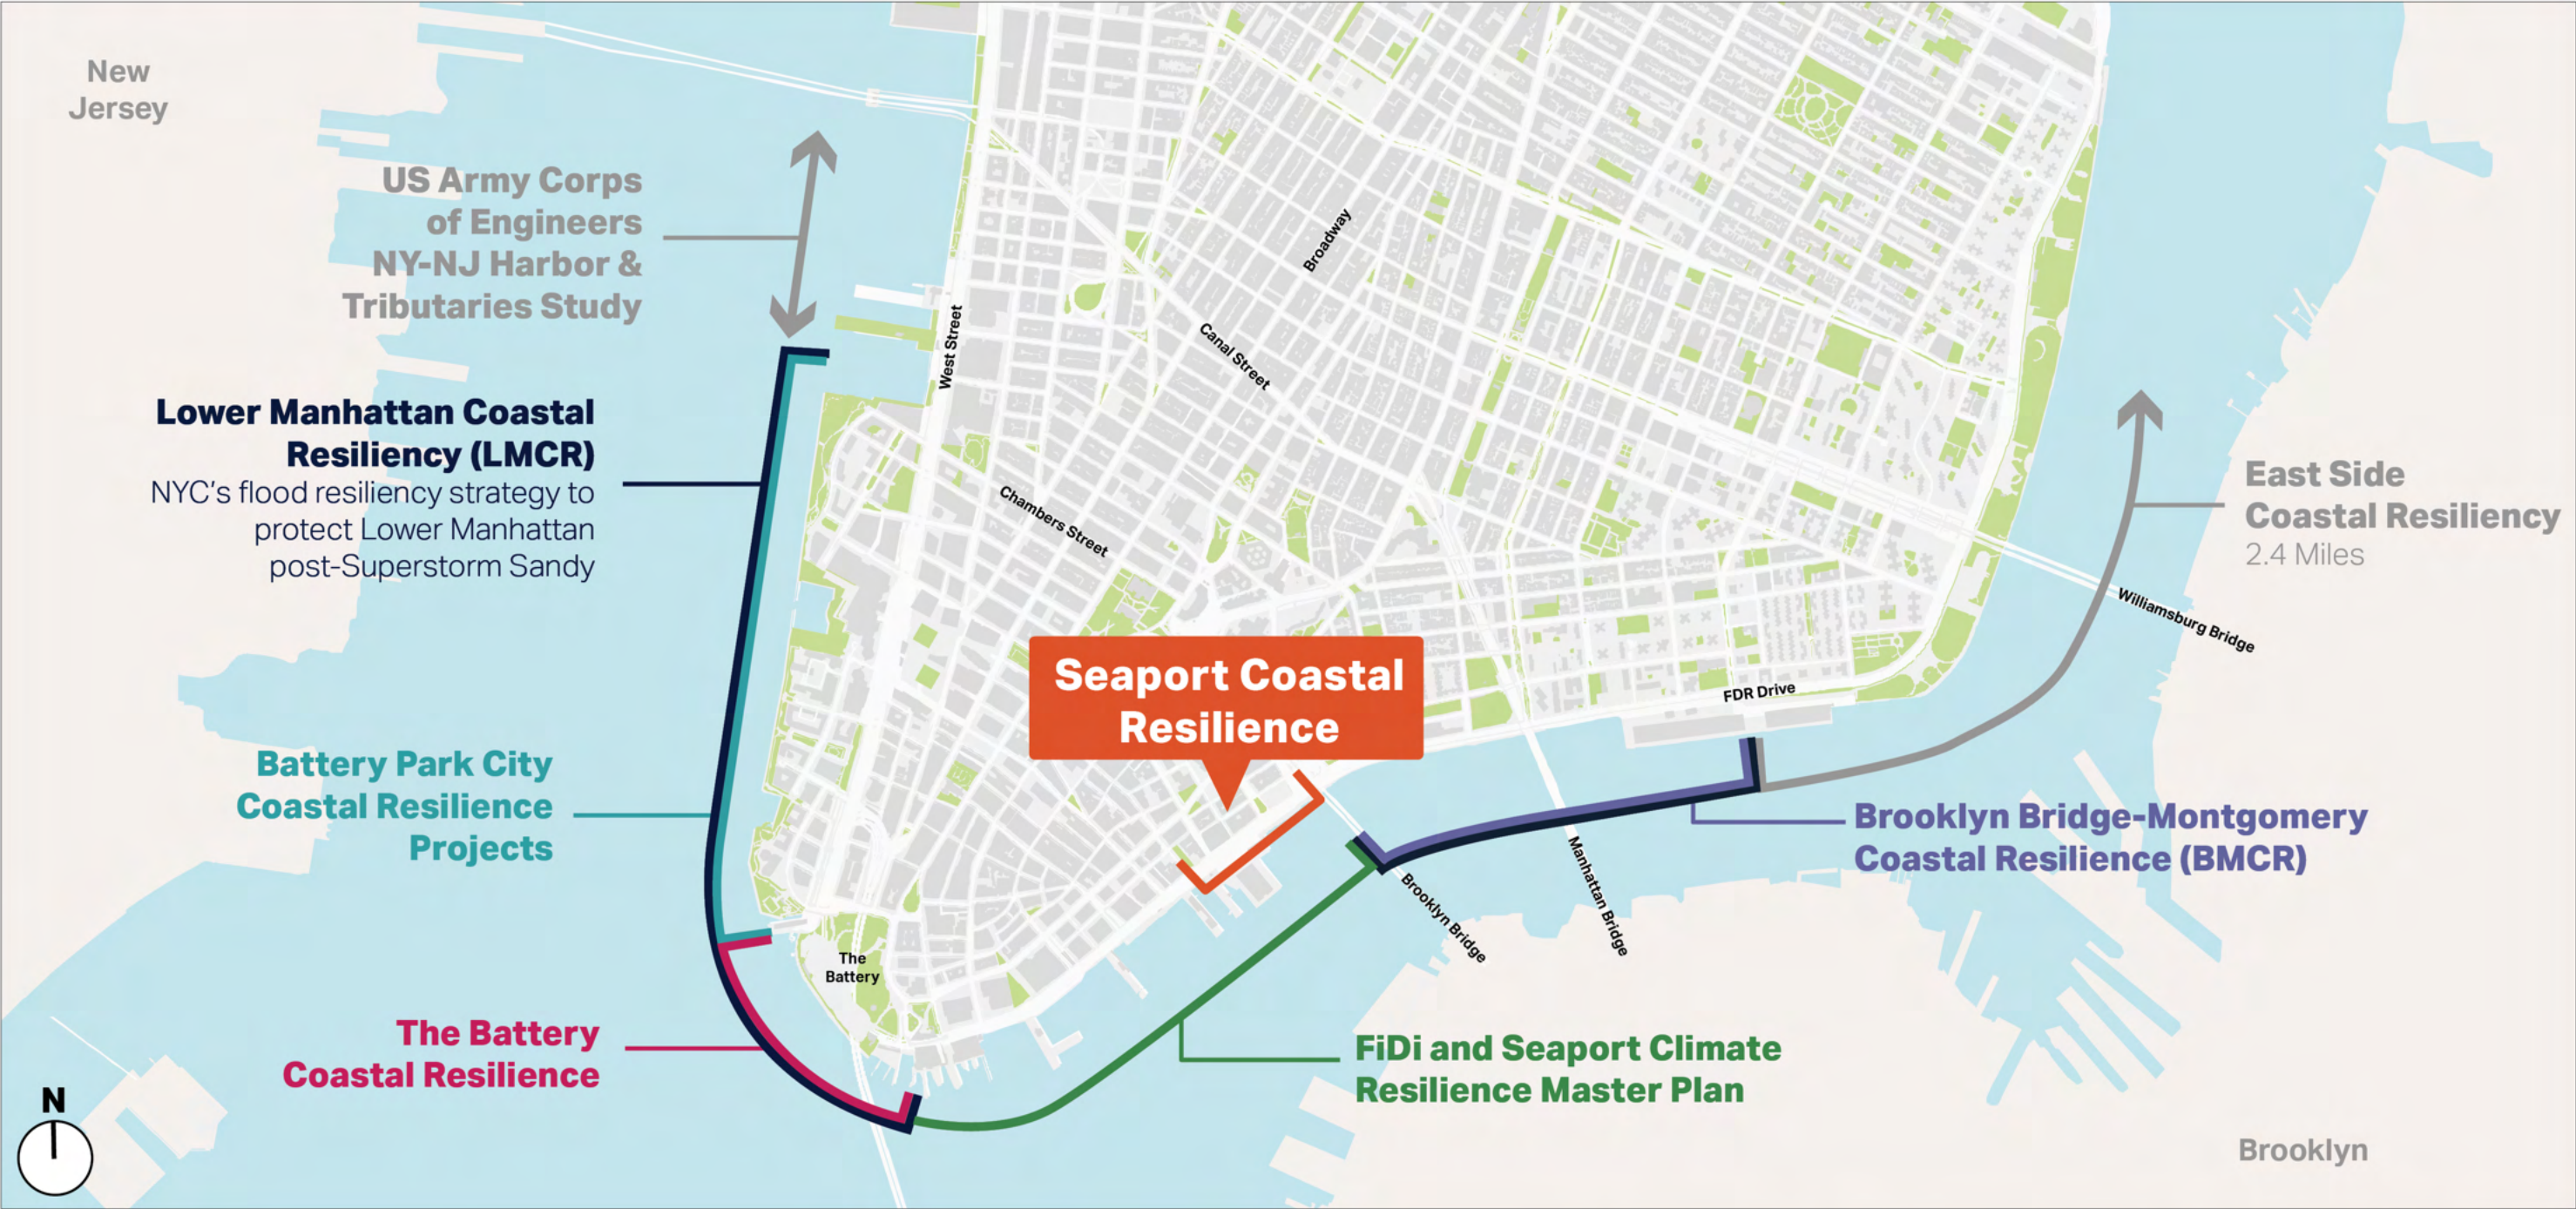 New
Jersey
US Army Corps
of Engineers
NY-NJ Harbor &
Tributaries Study
Lower Manhattan Coastal
Resiliency (LMCR)
NYC's flood resiliency strategy to
protect Lower Manhattan
post-Superstorm Sandy
Battery Park City
Coastal Resilience
Projects
The Battery
Coastal Resilience
N
West Street
Broadway
Canal Street
Chambers Street
Seaport Coastal
Resilience
The
Battery
FDR Drive
Williamsburg Bridge
Manhattan Bridge
Brooklyn Bridge
East Side
Coastal Resiliency
2.4 Miles
Brooklyn Bridge-Montgomery
Coastal Resilience (BMCR)
FiDi and Seaport Climate
Resilience Master Plan
Brooklyn